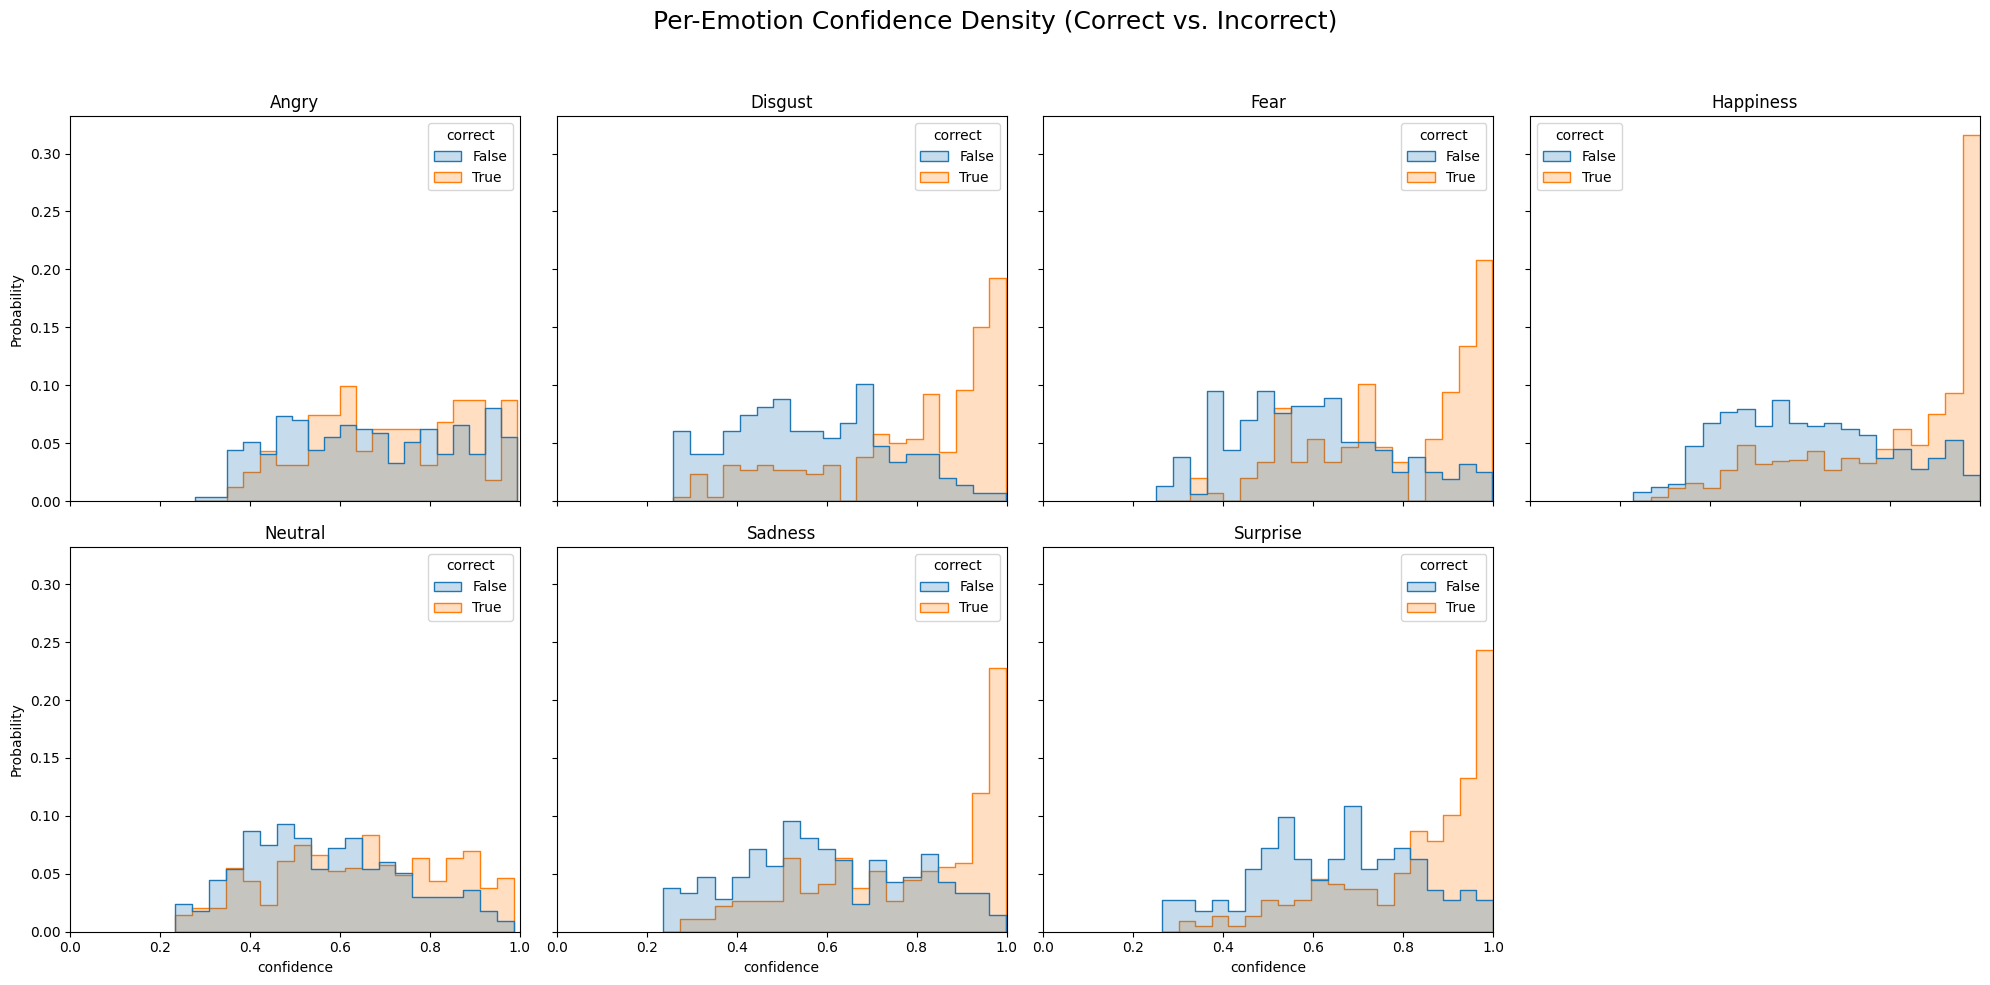 Per-Emotion Confidence Density (Correct vs. Incorrect)
Angry
correct
False
True
Probability
0.30
0.25
0.20
0.15
0.10
0.05
0.00
Disgust
correct
False
True
Fear
correct
False
True
Happiness
correct
False
True
Neutral
correct
False
True
Probability
0.30
0.25
0.20
0.15
0.10
0.05
0.00
0.0 0.2 0.4 0.6 0.8 1.0
confidence
Sadness
correct
False
True
0.0 0.2 0.4 0.6 0.8 1.0
confidence
Surprise
correct
False
True
0.0 0.2 0.4 0.6 0.8 1.0
confidence